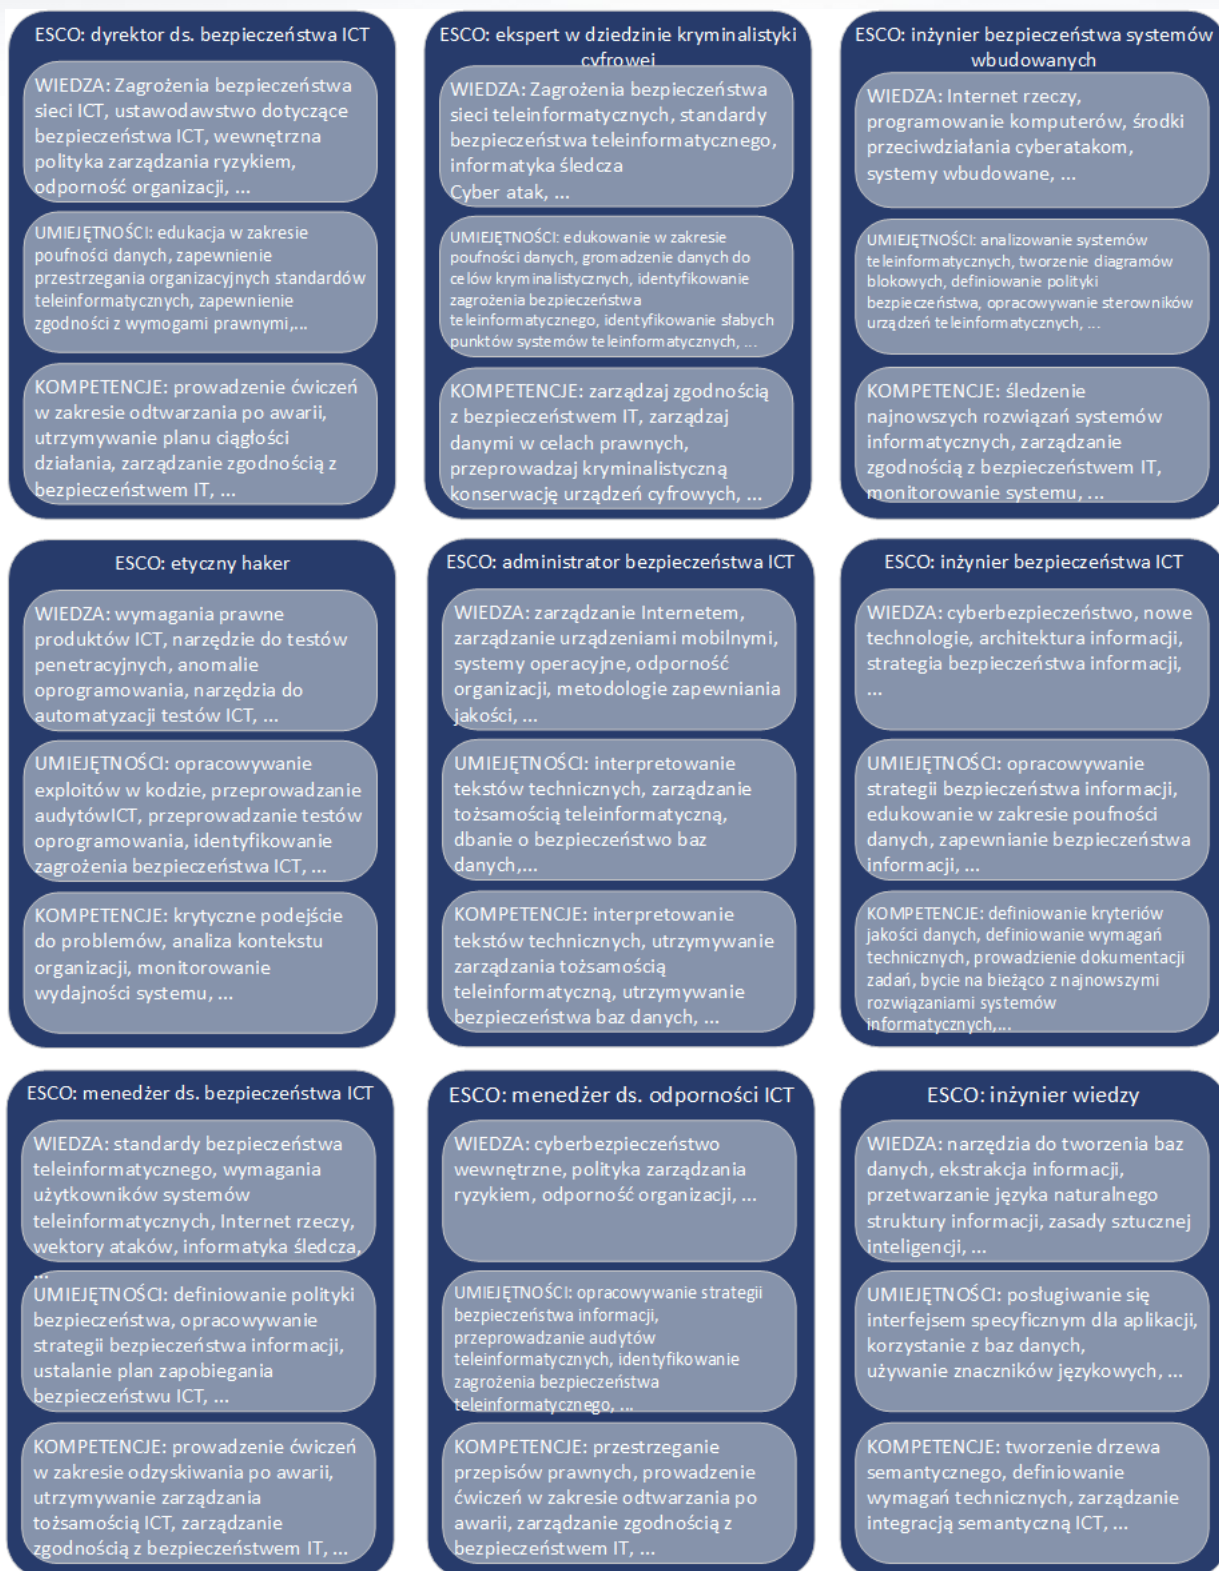 ESCO: dyrektor ds. bezpieczeństwa ICT
WIEDZA: Zagrożenia bezpieczeństwa
sieci ICT, ustawodawstwo dotyczące
bezpieczeństwa ICT, wewnętrzna
polityka zarządzania ryzykiem,
odporność organizacji, ...
UMIEJĘTNOŚCI: edukacja w zakresie
poufności danych, zapewnienie
przestrzegania organizacyjnych standardów
teleinformatycznych, zapewnienie
zgodności z wymogami prawnymi,...
KOMPETENCJE: prowadzenie ćwiczeń
w zakresie odtwarzania po awarii,
utrzymywanie planu ciągłości
działania, zarządzanie zgodnością z
bezpieczeństwem IT, ...
ESCO: ekspert w dziedzinie kryminalistyki
cyfrowej
WIEDZA: Zagrożenia bezpieczeństwa
sieci teleinformatycznych, standardy
bezpieczeństwa teleinformatycznego,
informatyka śledcza
Cyber atak, ...
UMIEJĘTNOŚCI: edukowanie w zakresie
poufności danych, gromadzenie danych do
celów kryminalistycznych, identyfikowanie
zagrożenia bezpieczeństwa
teleinformatycznego, identyfikowanie słabych
punktów systemów teleinformatycznych, ...
KOMPETENCJE: zarządzaj zgodnością
z bezpieczeństwem IT, zarządzaj
danymi w celach prawnych,
przeprowadzaj kryminalistyczną
konserwację urządzeń cyfrowych, ...
ESCO: inżynier bezpieczeństwa systemów
wbudowanych
WIEDZA: Internet rzeczy,
programowanie komputerów, środki
przeciwdziałania cyberatakom,
systemy wbudowane, ...
UMIEJĘTNOŚCI: analizowanie systemów
teleinformatycznych, tworzenie diagramów
blokowych, definiowanie polityki
bezpieczeństwa, opracowywanie sterowników
urządzeń teleinformatycznych, ...
KOMPETENCJE: śledzenie
najnowszych rozwiązań systemów
informatycznych, zarządzanie
zgodnością z bezpieczeństwem IT,
monitorowanie systemu, ...
ESCO: etyczny haker
WIEDZA: wymagania prawne
produktów ICT, narzędzie do testów
penetracyjnych, anomalie
oprogramowania, narzędzia do
automatyzacji testów ICT, ...
UMIEJĘTNOŚCI: opracowywanie
exploitów w kodzie, przeprowadzanie
audytówICT, przeprowadzanie testów
oprogramowania, identyfikowanie
zagrożenia bezpieczeństwa ICT, ...
KOMPETENCJE: krytyczne podejście
do problemów, analiza kontekstu
organizacji, monitorowanie
wydajności systemu, ...
ESCO: administrator bezpieczeństwa ICT
WIEDZA: zarządzanie Internetem,
zarządzanie urządzeniami mobilnymi,
systemy operacyjne, odporność
organizacji, metodologie zapewniania
jakości, ...
UMIEJĘTNOŚCI: interpretowanie
tekstów technicznych, zarządzanie
tożsamością teleinformatyczną,
dbanie o bezpieczeństwo baz
danych,...
KOMPETENCJE: interpretowanie
tekstów technicznych, utrzymywanie
zarządzania tożsamością
teleinformatyczną, utrzymywanie
bezpieczeństwa baz danych, ...
ESCO: inżynier bezpieczeństwa ICT
WIEDZA: cyberbezpieczeństwo, nowe
technologie, architektura informacji,
strategia bezpieczeństwa informacji,
...
UMIEJĘTNOŚCI: opracowywanie
strategii bezpieczeństwa informacji,
edukowanie w zakresie poufności
danych, zapewnianie bezpieczeństwa
informacji, ...
KOMPETENCJE: definiowanie kryteriów
jakości danych, definiowanie wymagań
technicznych, prowadzienie dokumentacji
zadań, bycie na bieżąco z najnowszymi
rozwiązaniami systemów
informatycznych,...
ESCO: menedżer ds. bezpieczeństwa ICT
WIEDZA: standardy bezpieczeństwa
teleinformatycznego, wymagania
użytkowników systemów
teleinformatycznych, Internet rzeczy,
wektory ataków, informatyka śledcza,
...
UMIEJĘTNOŚCI: definiowanie polityki
bezpieczeństwa, opracowywanie
strategii bezpieczeństwa informacji,
ustalanie plan zapobiegania
bezpieczeństwu ICT, ...
KOMPETENCJE: prowadzenie ćwiczeń
w zakresie odzyskiwania po awarii,
utrzymywanie zarządzania
tożsamością ICT, zarządzanie
zgodnością z bezpieczeństwem IT, ...
ESCO: menedżer ds. odporności ICT
WIEDZA: cyberbezpieczeństwo
wewnętrzne, polityka zarządzania
ryzykiem, odporność organizacji, ...
UMIEJĘTNOŚCI: opracowywanie strategii
bezpieczeństwa informacji,
przeprowadzanie audytów
teleinformatycznych, identyfikowanie
zagrożenia bezpieczeństwa
teleinformatycznego, ...
KOMPETENCJE: przestrzeganie
przepisów prawnych, prowadzenie
ćwiczeń w zakresie odtwarzania po
awarii, zarządzanie zgodnością z
bezpieczeństwem IT, ...
ESCO: inżynier wiedzy
WIEDZA: narzędzia do tworzenia baz
danych, ekstrakcja informacji,
przetwarzanie języka naturalnego
struktury informacji, zasady sztucznej
inteligencji, ...
UMIEJĘTNOŚCI: posługiwanie się
interfejsem specyficznym dla aplikacji,
korzystanie z baz danych,
używanie znaczników językowych, ...
KOMPETENCJE: tworzenie drzewa
semantycznego, definiowanie
wymagań technicznych, zarządzanie
integracją semantyczną ICT, ...